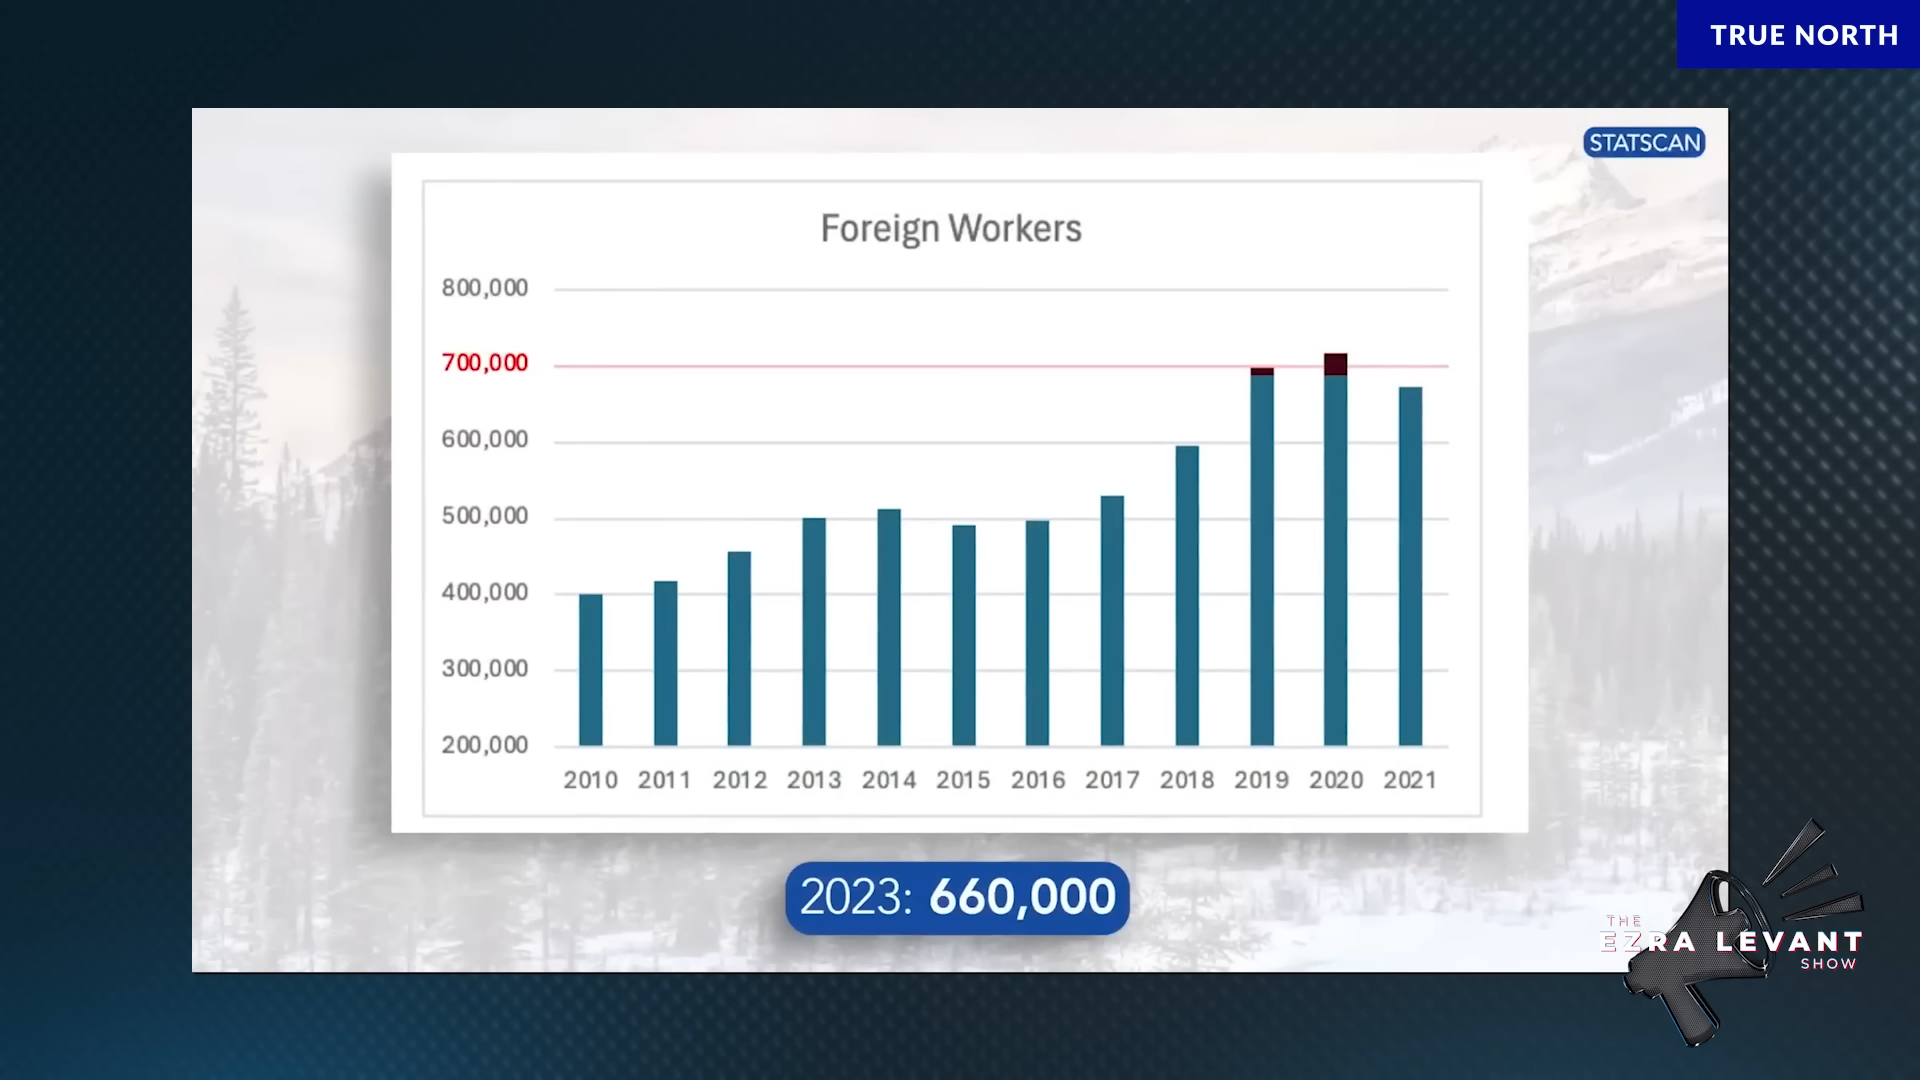 TRUE NORTH
STATSCAN
Foreign Workers
800,000
700,000
600,000
500,000
400,000
300,000
200,000
2010 2011 2012 2013 2014 2015 2016 2017 2018 2019 2020 2021
2023: 660,000
THE
EZRA LEVANT
SHOW